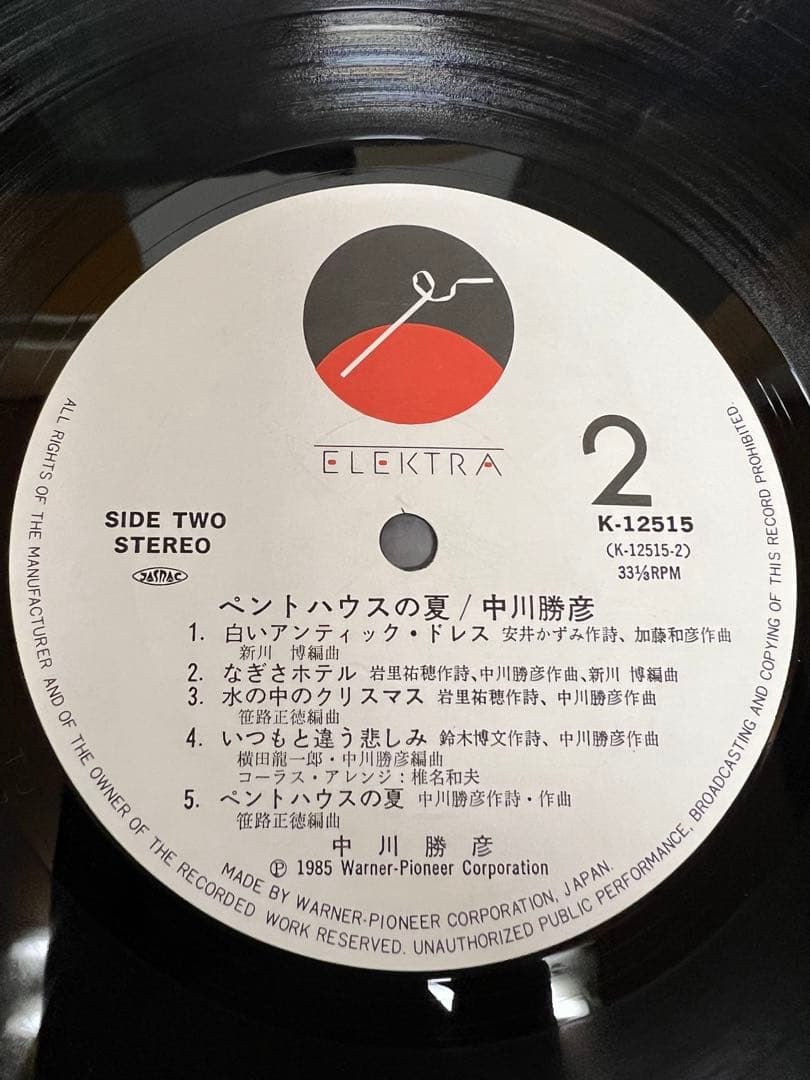 ELEKTRA
2
SIDE TWO
STEREO
JASRAC
K-12515
(K-12515-2)
33⅓RPM
ペントハウスの夏/中川勝彦
1. 白いアンティック・ドレス 安井かずみ作詩、加藤和彦作曲
新川 博編曲
2. なぎさホテル 岩里祐穂作詩、中川勝彦作曲、新川 博編曲
3. 水の中のクリスマス 岩里祐穂作詩、中川勝彦作曲
笹路正徳編曲
4. いつもと違う悲しみ 鈴木博文作詩、中川勝彦作曲
横田龍一郎・中川勝彦編曲
コーラス・アレンジ:椎名和夫
5. ペントハウスの夏 中川勝彦作詩・作曲
笹路正徳編曲
中川勝彦
Ⓟ 1985 Warner-Pioneer Corporation
MADE BY WARNER-PIONEER CORPORATION, JAPAN.
ALL RIGHTS OF THE MANUFACTURER AND OF THE OWNER OF THE RECORDED WORK RESERVED. UNAUTHORIZED PUBLIC PERFORMANCE, BROADCASTING AND COPYING OF THIS RECORD PROHIBITED.